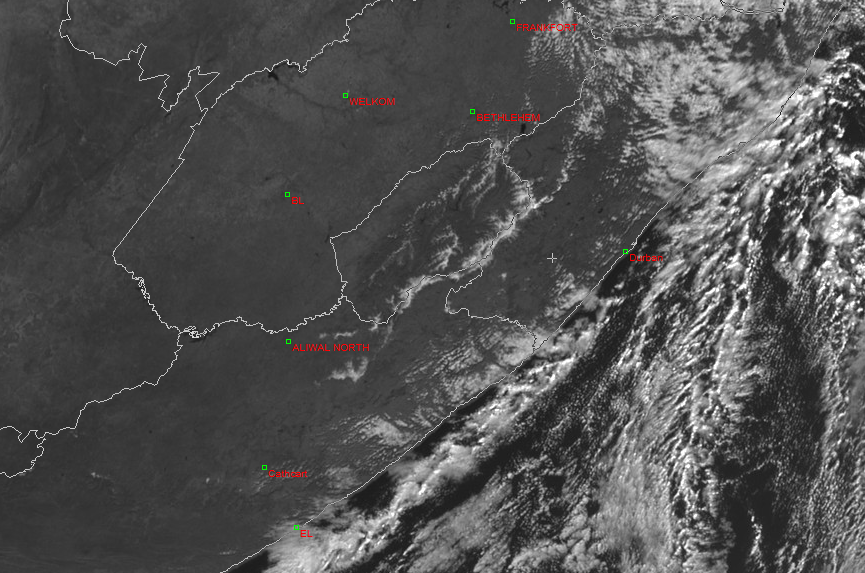 FRANKFORT
WELKOM
BETHLEHEM
Durban
ALIWAL NORTH
EL